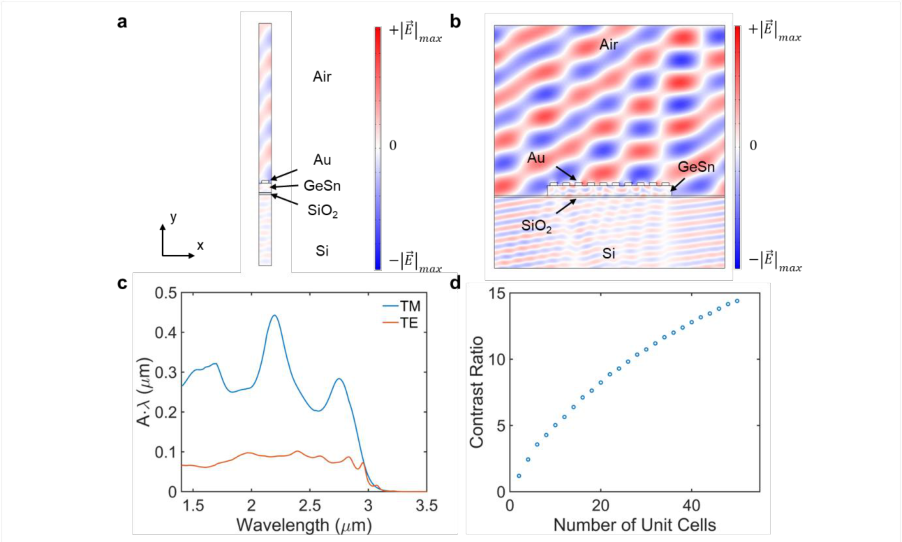 a
+|E⃗|max
Air
0
Au
GeSn
SiO2
y
x
Si
−|E⃗|max
b
+|E⃗|max
Air
0
Au
GeSn
SiO2
Si
−|E⃗|max
c
TM
TE
A·λ (μm)
0.5
0.4
0.3
0.2
0.1
0
1.5 2 2.5 3 3.5
Wavelength (μm)
d
Contrast Ratio
15
10
5
0
0 20 40
Number of Unit Cells